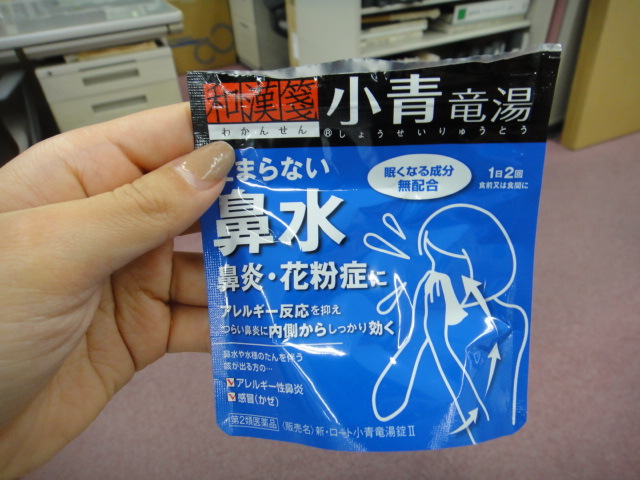 和漢箋 小青竜湯
わかんせん ® しょうせいりゅうとう
まらない
鼻水
鼻炎・花粉症に
眠くなる成分
無配合
1日2回
食前又は食間に
アレルギー反応を抑え
つらい鼻炎に内側からしっかり効く
鼻水や水様のたんを伴う
咳が出る方の…
アレルギー性鼻炎
感冒(かぜ)
第2類医薬品 〈販売名〉新・ロート小青竜湯錠Ⅱ